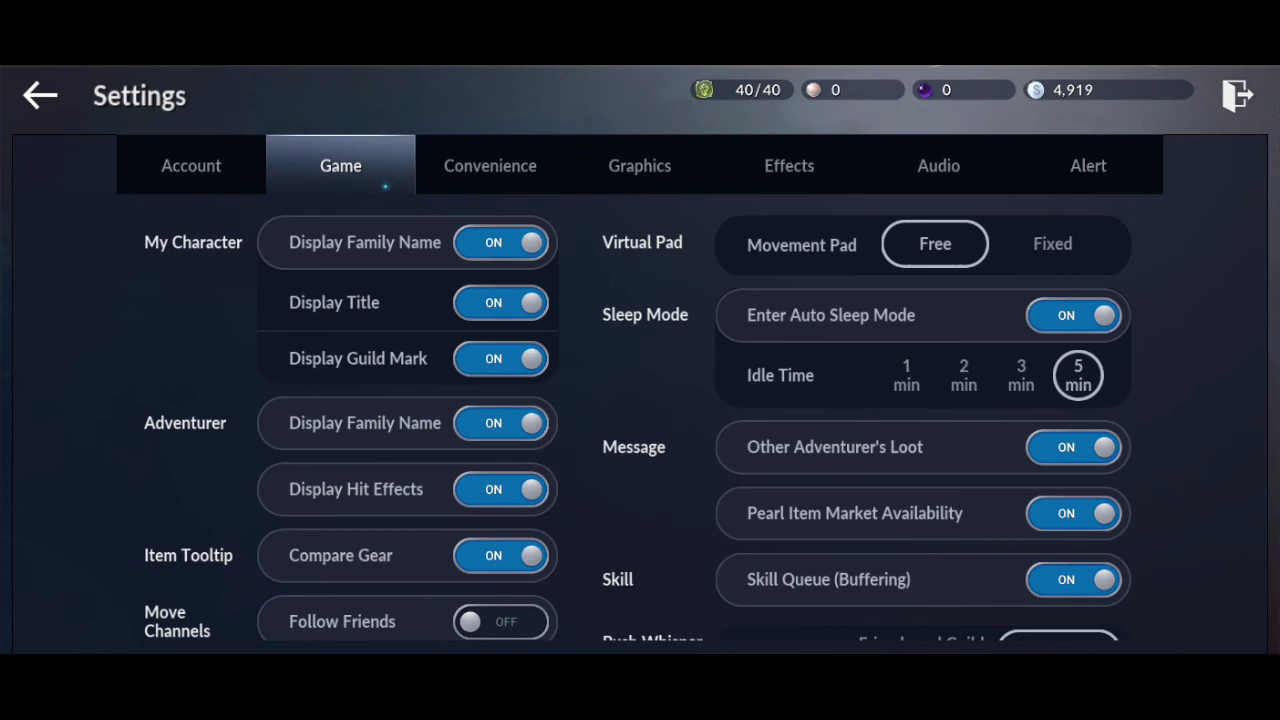 Settings
40/40
0
0
4,919
Account
Game
Convenience
Graphics
Effects
Audio
Alert
My Character
Display Family Name
ON
Display Title
ON
Display Guild Mark
ON
Adventurer
Display Family Name
ON
Display Hit Effects
ON
Item Tooltip
Compare Gear
ON
Move
Channels
Follow Friends
OFF
Virtual Pad
Movement Pad
Free
Fixed
Sleep Mode
Enter Auto Sleep Mode
ON
Idle Time
1
min
2
min
3
min
5
min
Message
Other Adventurer's Loot
ON
Pearl Item Market Availability
ON
Skill
Skill Queue (Buffering)
ON
Push Whisper